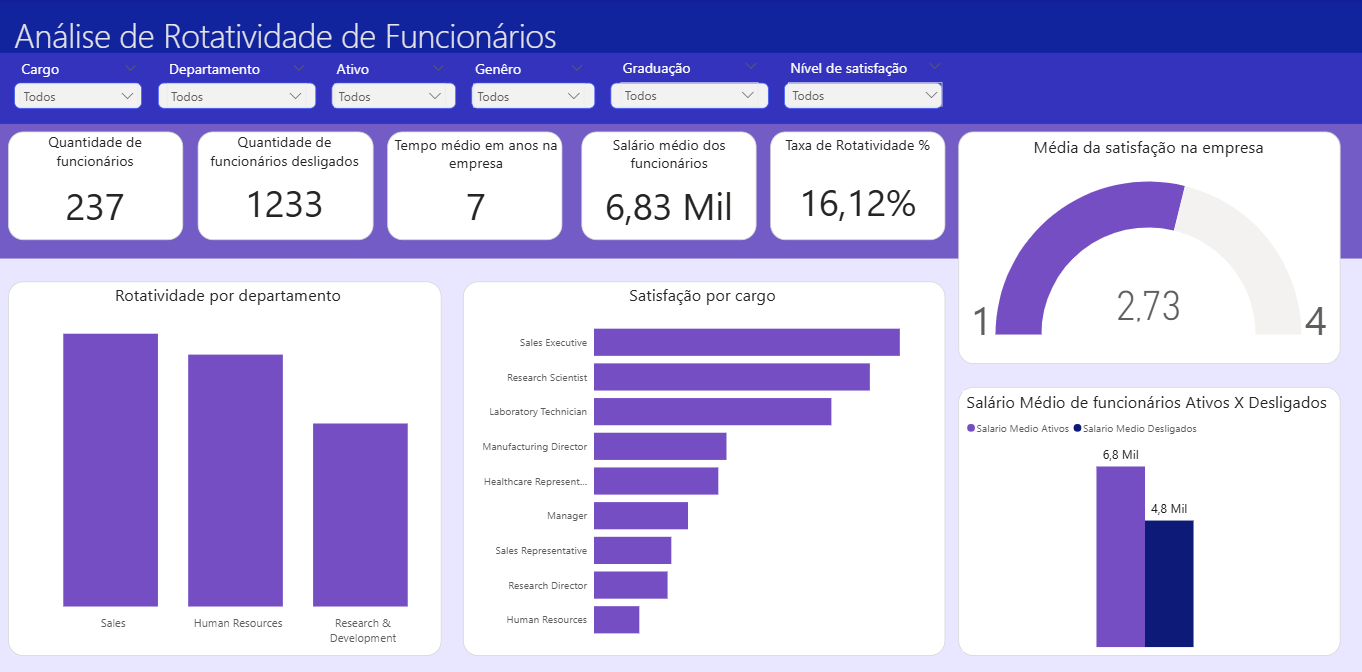 Análise de Rotatividade de Funcionários
Cargo
Departamento
Ativo
Genêro
Graduação
Nível de satisfação
Todos
Todos
Todos
Todos
Todos
Todos
Quantidade de
funcionários
237
Quantidade de
funcionários desligados
1233
Tempo médio em anos na
empresa
7
Salário médio dos
funcionários
6,83 Mil
Taxa de Rotatividade %
16,12%
Média da satisfação na empresa
2,73
1
4
Rotatividade por departamento
Sales
Human Resources
Research &
Development
Satisfação por cargo
Sales Executive
Research Scientist
Laboratory Technician
Manufacturing Director
Healthcare Represent...
Manager
Sales Representative
Research Director
Human Resources
Salário Médio de funcionários Ativos X Desligados
Salario Medio Ativos
Salario Medio Desligados
6,8 Mil
4,8 Mil